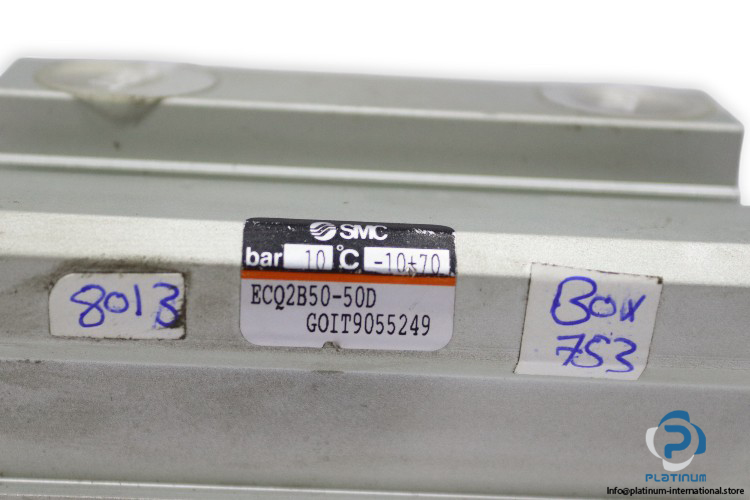 SMC
bar 10 °C -10+70
ECQ2B50-50D
GOIT9055249
8013
Box
753
PLATINUM
Info@platinum-international.store